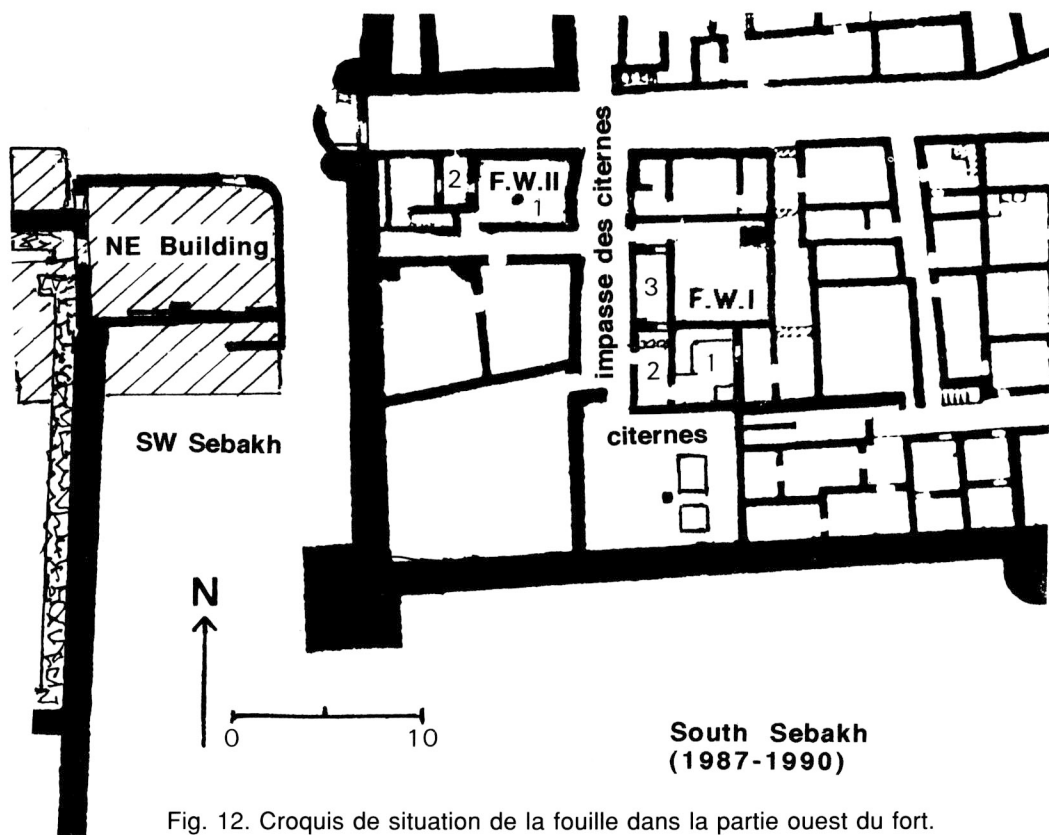 impasse des citernes
2
F.W.II
1
NE Building
3
F.W.I
2
1
SW Sebakh
citernes
N
0
10
South Sebakh
(1987-1990)
Fig. 12. Croquis de situation de la fouille dans la partie ouest du fort.